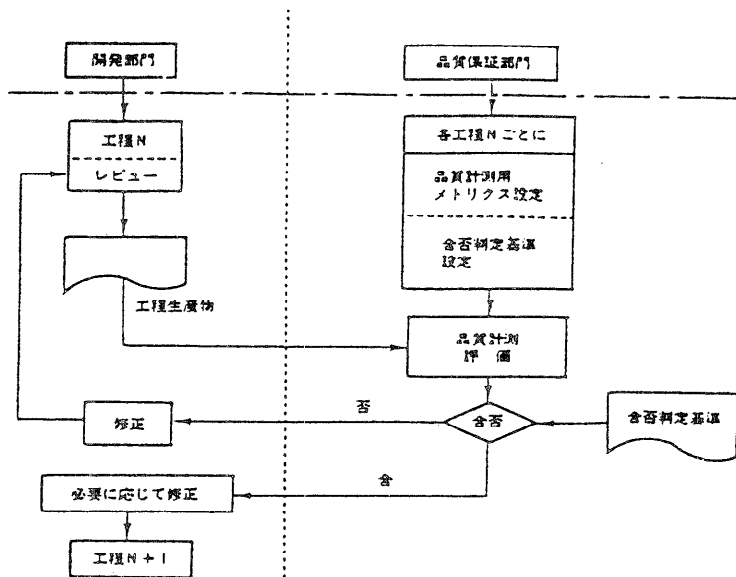 開発部門
品質保証部門
工程N
レビュー
各工程Nごとに
品質計測用
メトリクス設定
合否判定基準
設定
工程生産物
品質計測
評価
否
合否
合否判定基準
修正
合
必要に応じて修正
工程N+1